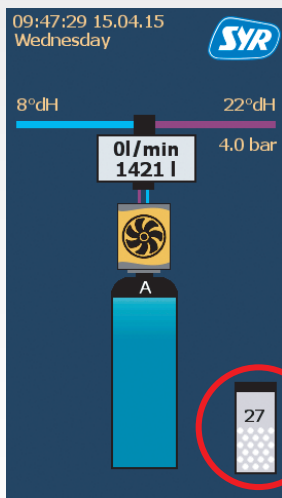 09:47:29 15.04.15
Wednesday
SYR
8°dH
22°dH
0l/min
1421 l
4.0 bar
A
27